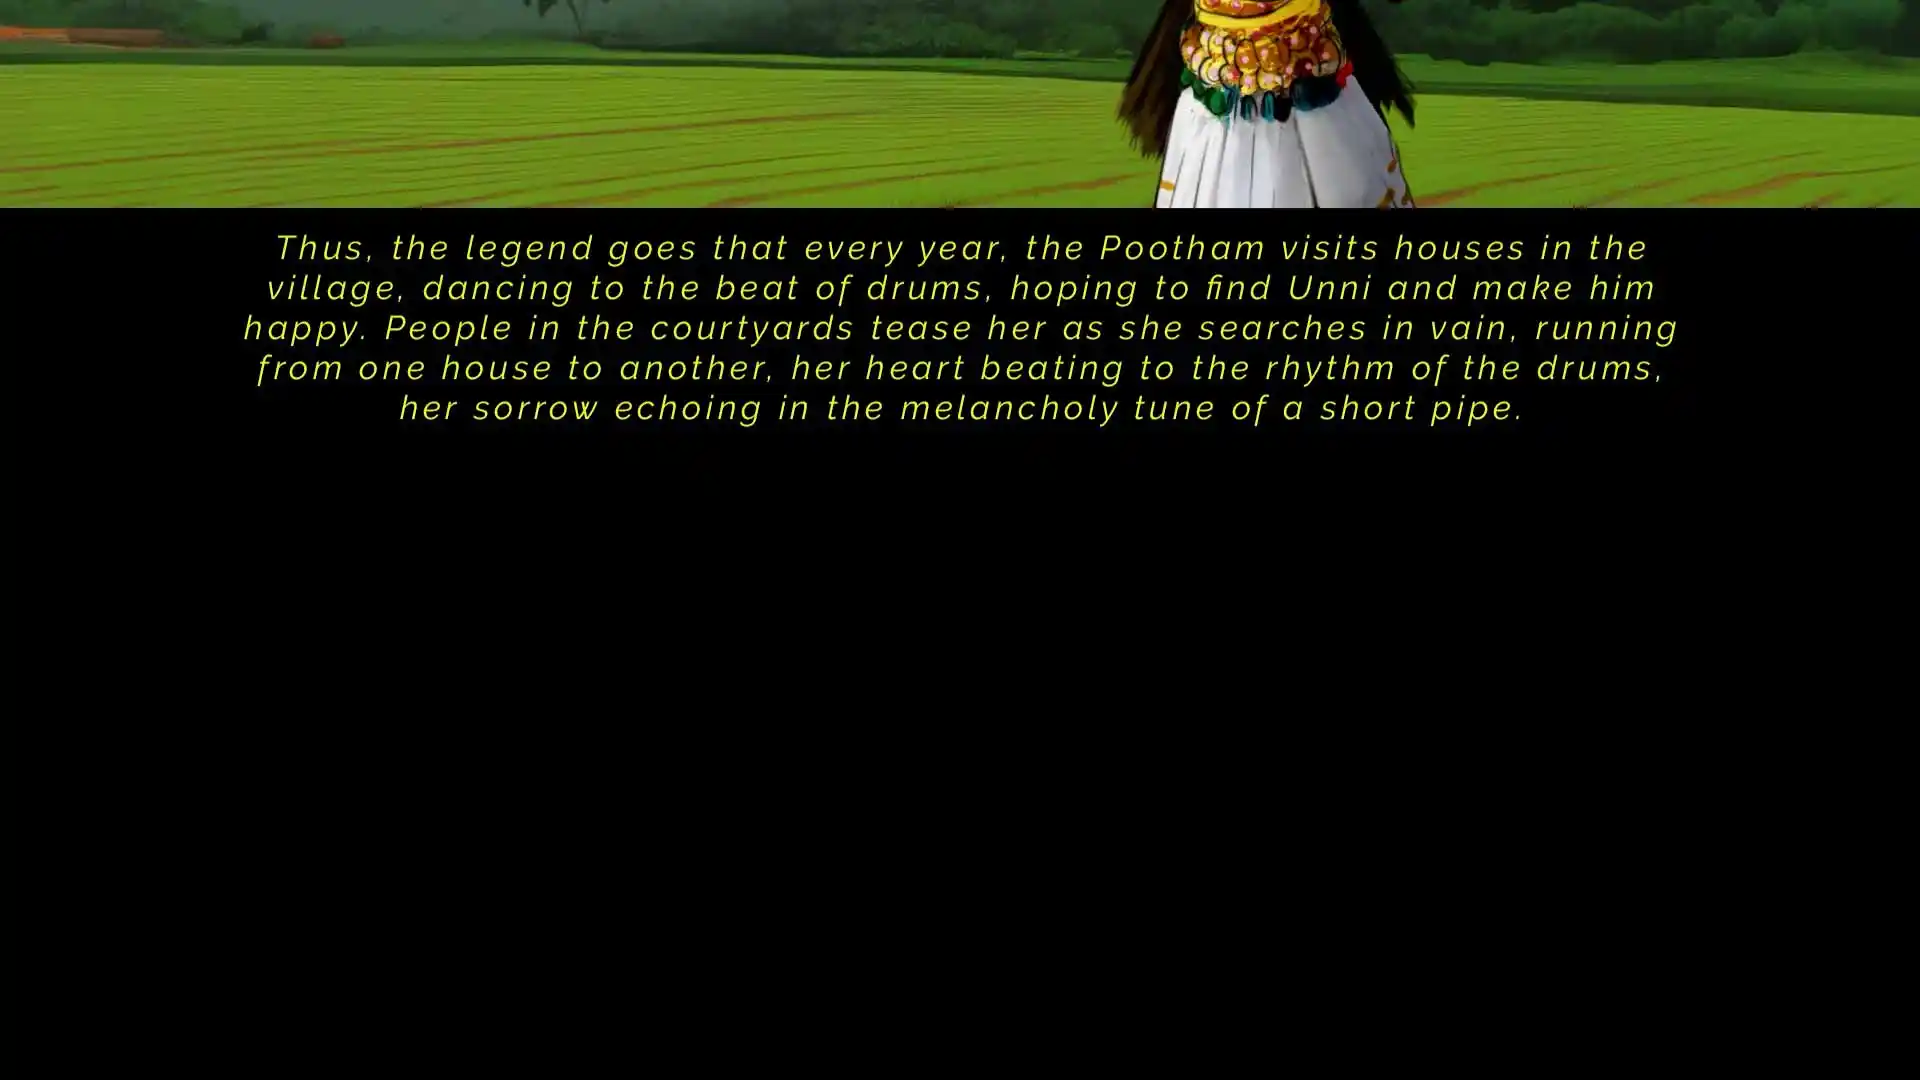 Thus, the legend goes that every year, the Pootham visits houses in the
village, dancing to the beat of drums, hoping to find Unni and make him
happy. People in the courtyards tease her as she searches in vain, running
from one house to another, her heart beating to the rhythm of the drums,
her sorrow echoing in the melancholy tune of a short pipe.